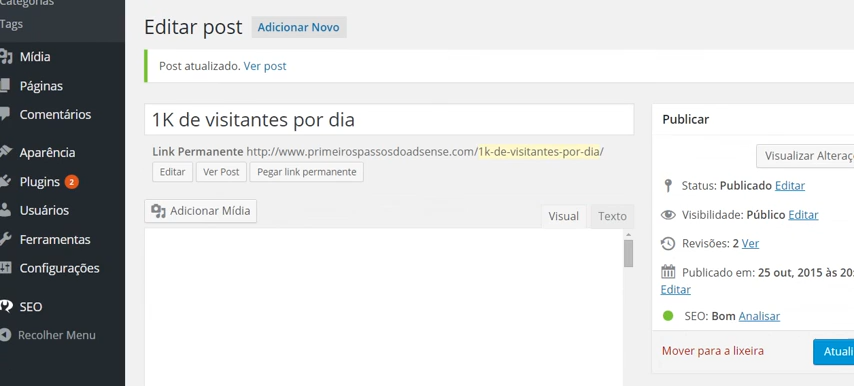 Categorias
Tags
Mídia
Páginas
Comentários
Aparência
Plugins 2
Usuários
Ferramentas
Configurações
SEO
Recolher Menu
Editar post Adicionar Novo
Post atualizado. Ver post
1K de visitantes por dia
Link Permanente http://www.primeirospassosdoadsense.com/1k-de-visitantes-por-dia/
Editar Ver Post Pegar link permanente
Adicionar Mídia
Visual Texto
Publicar
Visualizar Alteraç
Status: Publicado Editar
Visibilidade: Público Editar
Revisões: 2 Ver
Publicado em: 25 out, 2015 às 20:
Editar
SEO: Bom Analisar
Mover para a lixeira Atuali